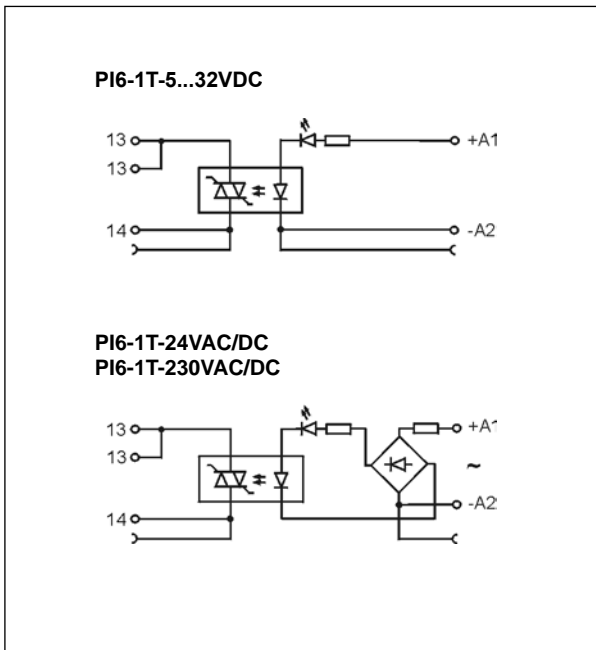 PI6-1T-5...32VDC
13
+A1
13
14
-A2
PI6-1T-24VAC/DC
PI6-1T-230VAC/DC
13
+A1
13
~
14
-A2